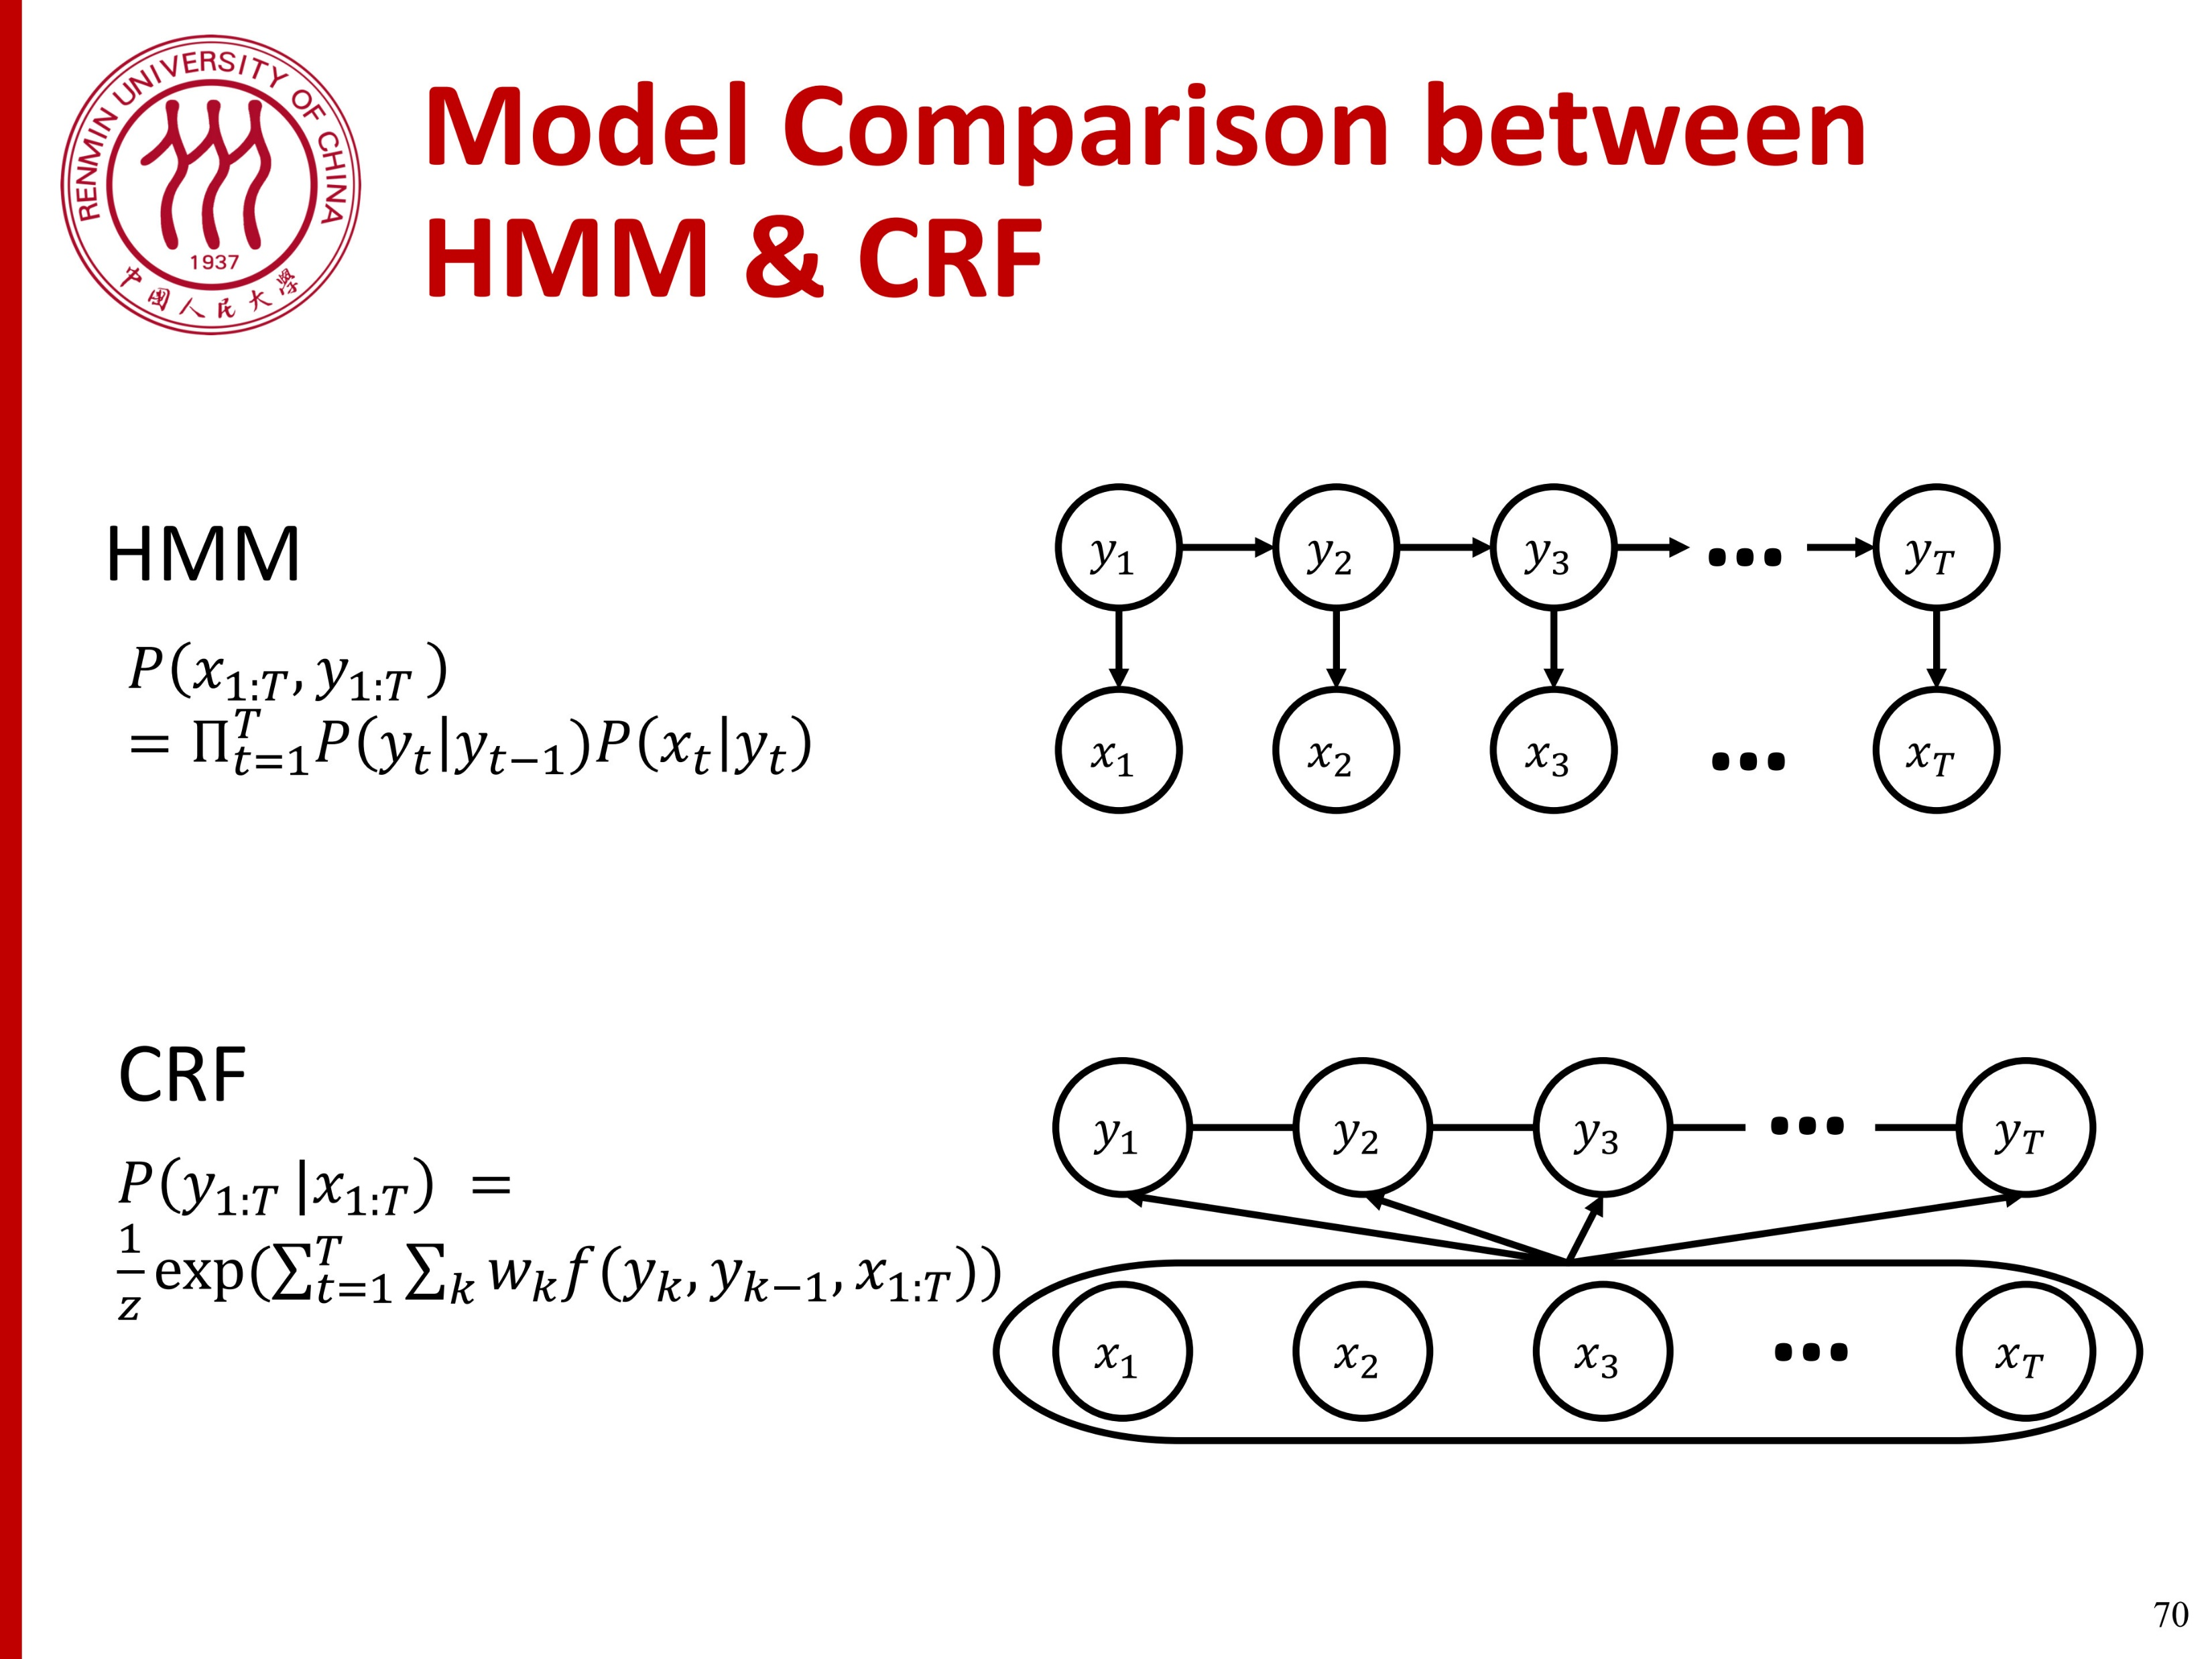 RENMIN UNIVERSITY OF CHINA
1937
中国人民大学
Model Comparison between
HMM & CRF
HMM
P(x_{1:T}, y_{1:T})
= Π_{t=1}^{T} P(y_t|y_{t−1})P(x_t|y_t)
y_1 y_2 y_3 ... y_T
x_1 x_2 x_3 ... x_T
CRF
P(y_{1:T} |x_{1:T}) =
\frac{1}{z} exp(∑_{t=1}^{T} ∑_k w_k f(y_k, y_{k−1}, x_{1:T}))
y_1 y_2 y_3 ... y_T
x_1 x_2 x_3 ... x_T
70